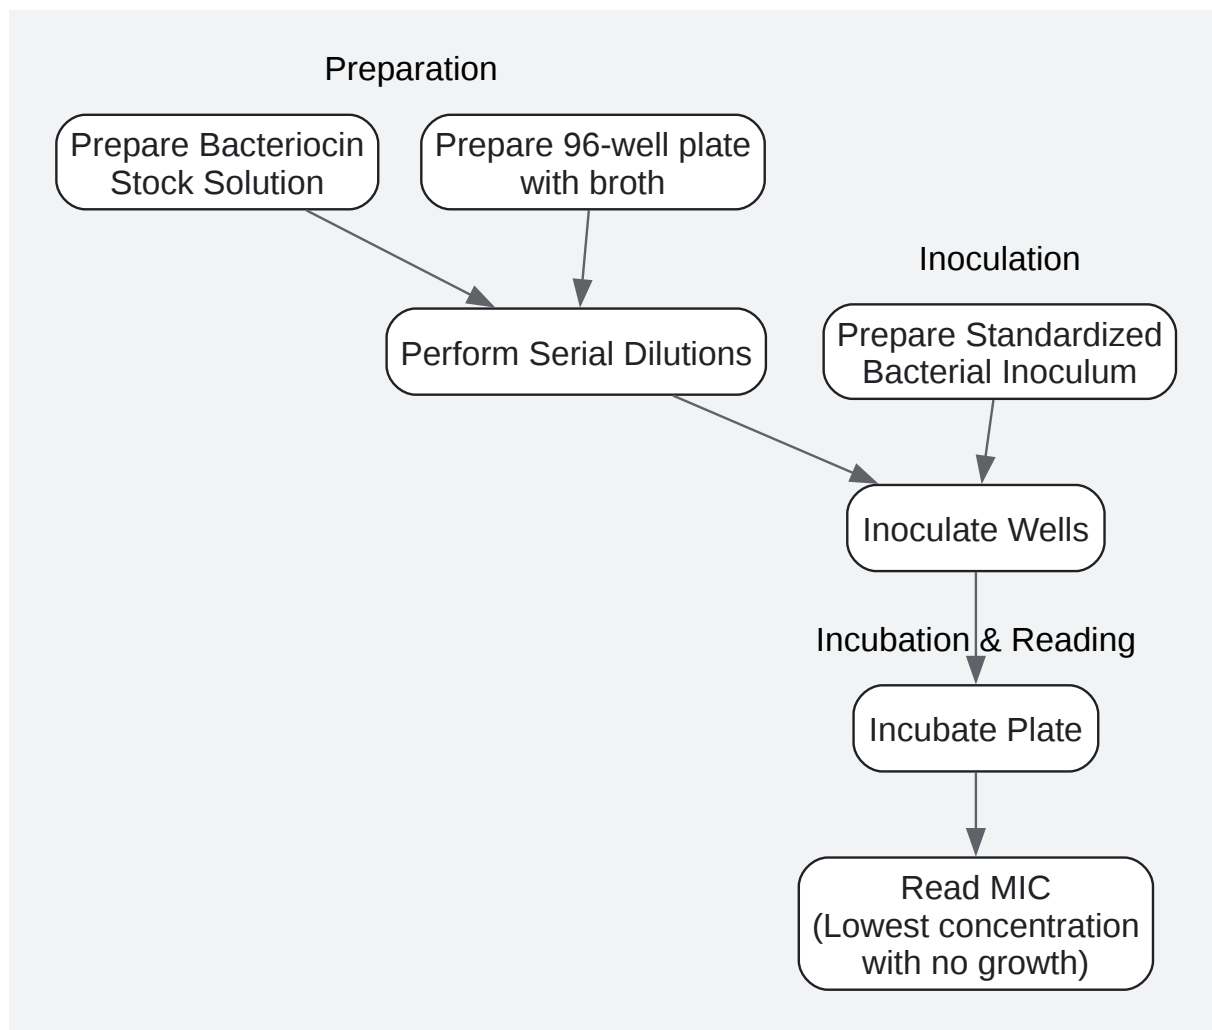 Preparation
Prepare Bacteriocin
Stock Solution
Prepare 96-well plate
with broth
Perform Serial Dilutions
Inoculation
Prepare Standardized
Bacterial Inoculum
Inoculate Wells
Incubation & Reading
Incubate Plate
Read MIC
(Lowest concentration
with no growth)